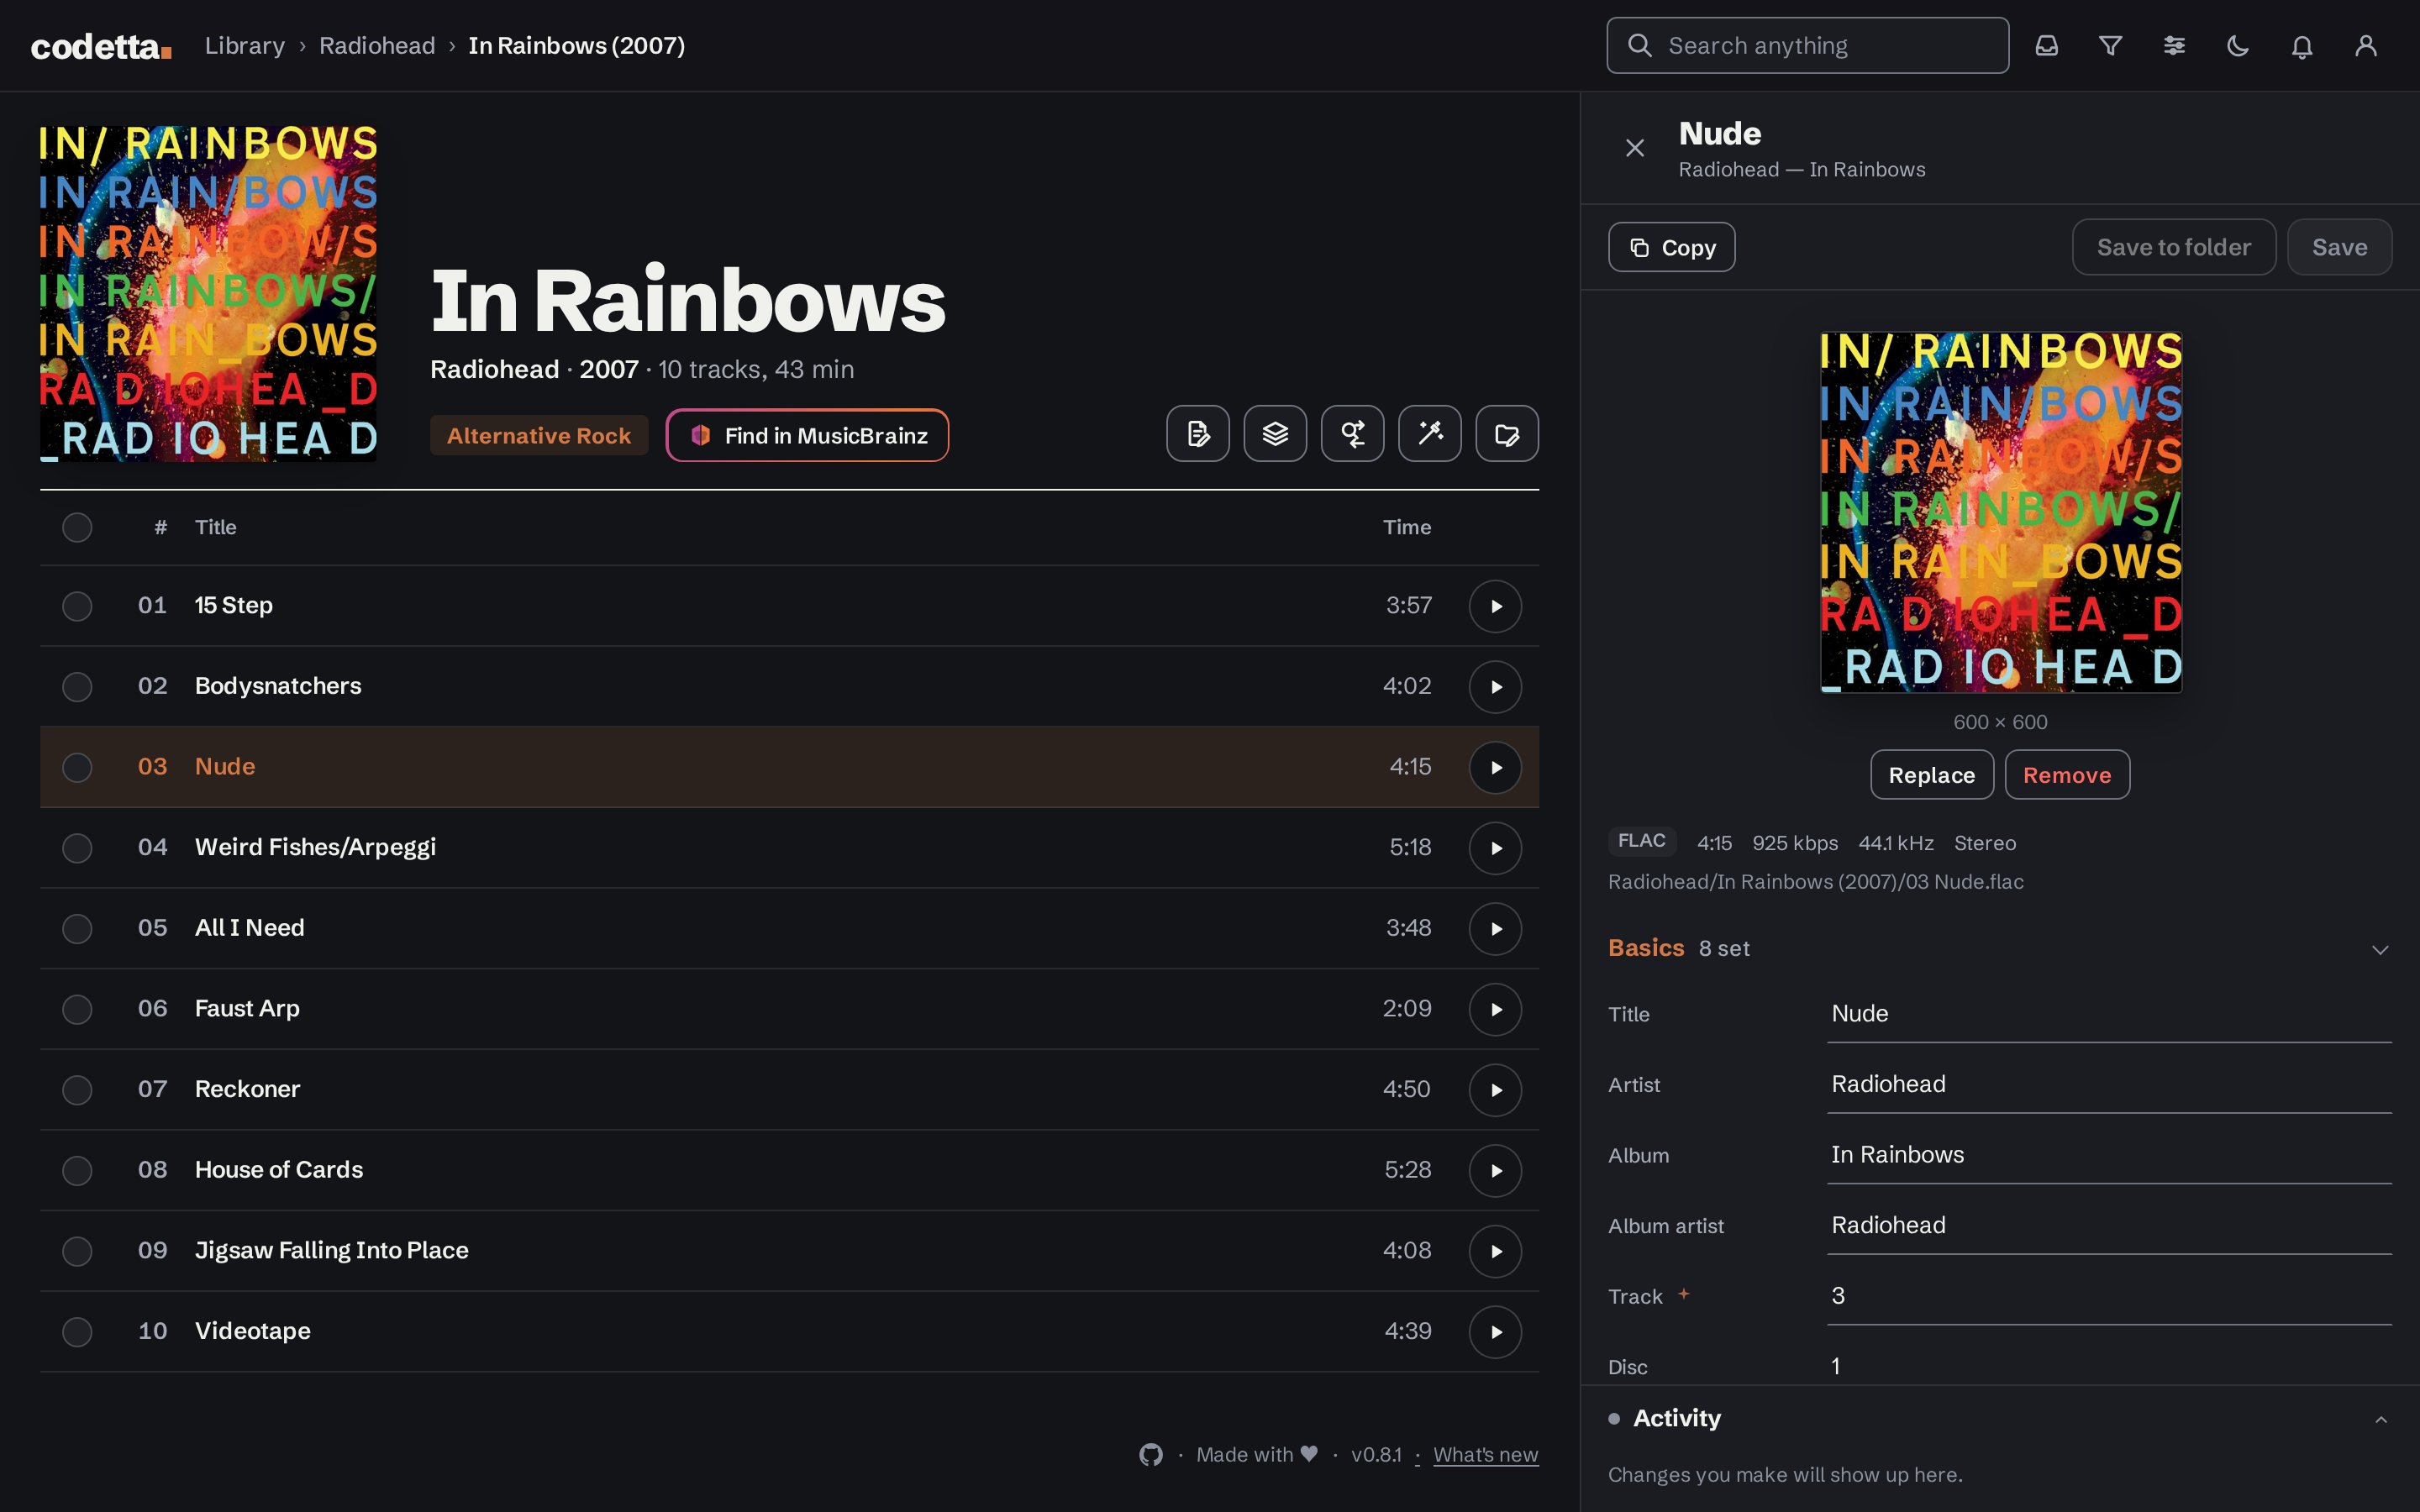 codetta.
Library › Radiohead › In Rainbows (2007)
Search anything
IN/ RAINBOWS
IN RAIN/BOWS
IN RAINBOW/S
IN RAINBOWS/
IN RAIN_BOWS
RA D IOHEA _D
_RAD IO HEA D
In Rainbows
Radiohead · 2007 · 10 tracks, 43 min
Alternative Rock
Find in MusicBrainz
# Title Time
01 15 Step 3:57
02 Bodysnatchers 4:02
03 Nude 4:15
04 Weird Fishes/Arpeggi 5:18
05 All I Need 3:48
06 Faust Arp 2:09
07 Reckoner 4:50
08 House of Cards 5:28
09 Jigsaw Falling Into Place 4:08
10 Videotape 4:39
· Made with ♥ · v0.8.1 · What's new
Nude
Radiohead — In Rainbows
Copy
Save to folder
Save
IN/ RAINBOWS
IN RAIN/BOWS
IN RAINBOW/S
IN RAINBOWS/
IN RAIN_BOWS
RA D IOHEA _D
_RAD IO HEA D
600 × 600
Replace
Remove
FLAC 4:15 925 kbps 44.1 kHz Stereo
Radiohead/In Rainbows (2007)/03 Nude.flac
Basics 8 set
Title Nude
Artist Radiohead
Album In Rainbows
Album artist Radiohead
Track 3
Disc 1
Activity
Changes you make will show up here.